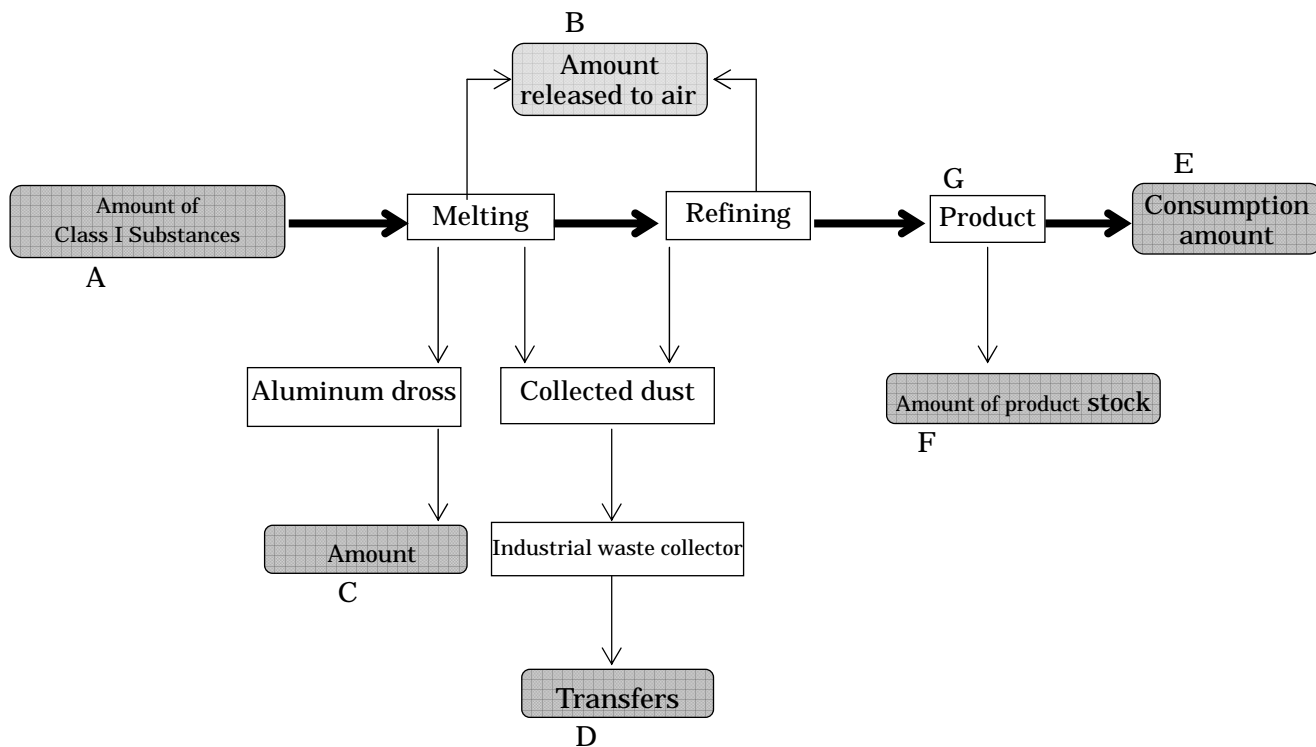 B
Amount
released to air
A
Amount of
Class I Substances
Melting
Refining
G
Product
E
Consumption
amount
Aluminum dross
Collected dust
Amount of product stock
F
Amount
C
Industrial waste collector
Transfers
D